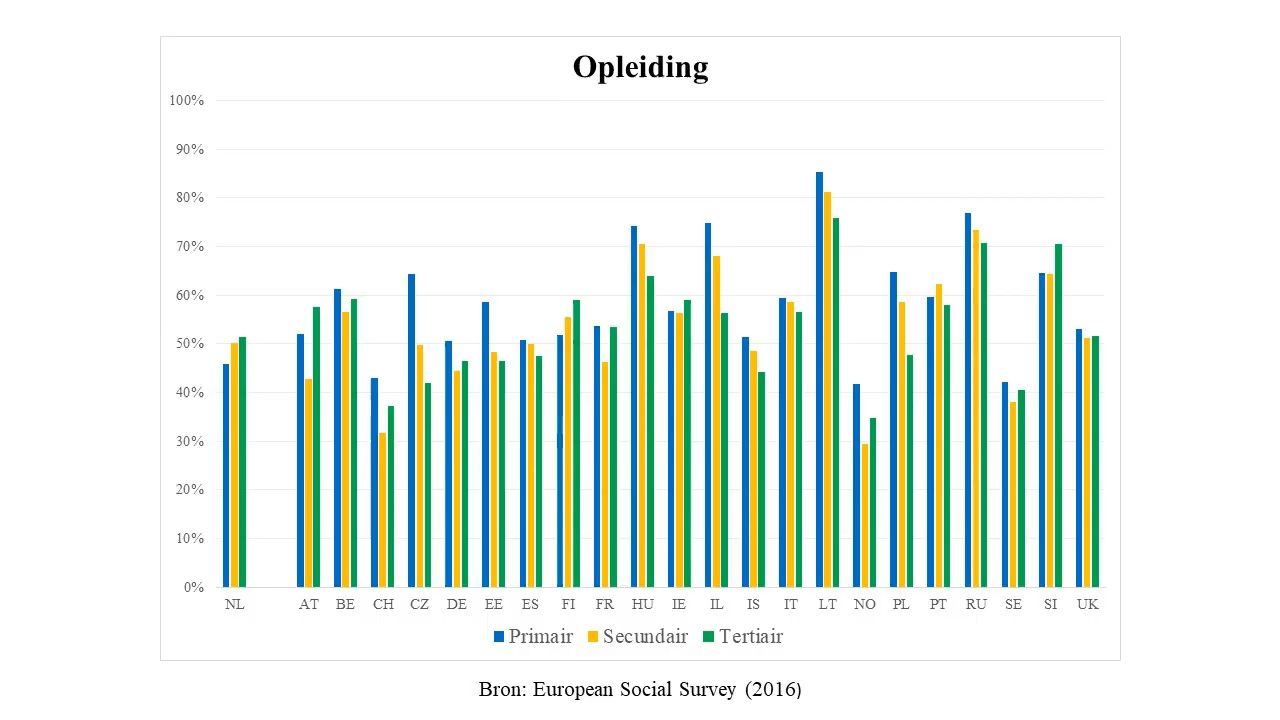 Opleiding
100%
90%
80%
70%
60%
50%
40%
30%
20%
10%
0%
NL AT BE CH CZ DE EE ES FI FR HU IE IL IS IT LT NO PL PT RU SE SI UK
Primair Secundair Tertiair
Bron: European Social Survey (2016)